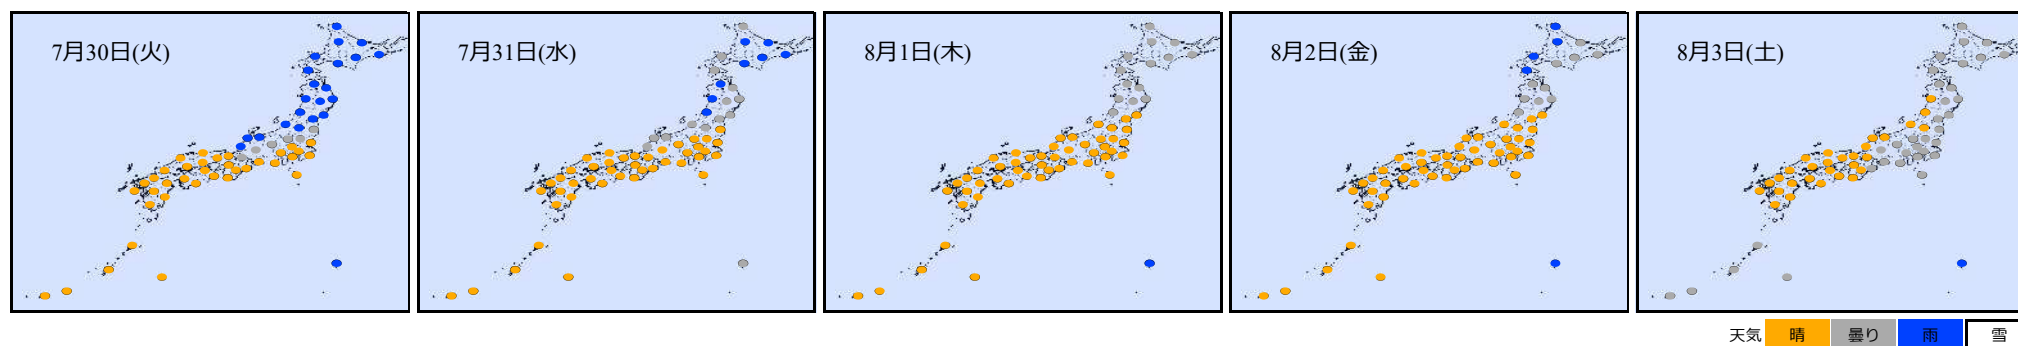 7月30日(火)
7月31日(水)
8月1日(木)
8月2日(金)
8月3日(土)
天気 晴 曇り 雨 雪